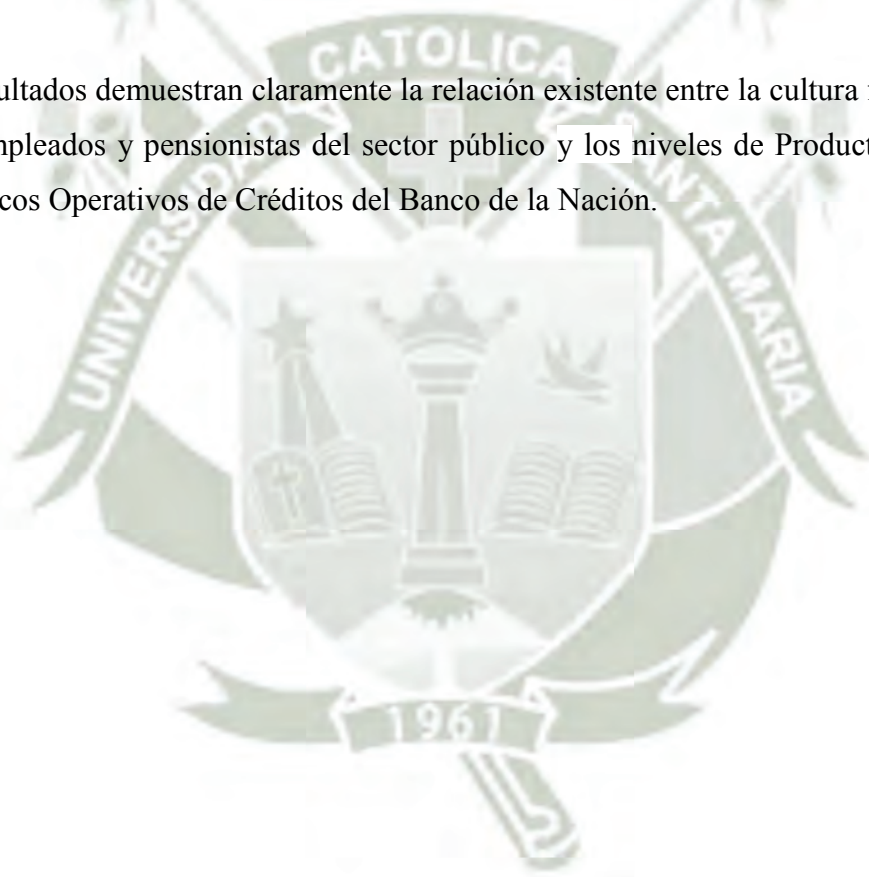 CATOLICA
UNIVERSIDAD
SANTA MARIA
ultados demuestran claramente la relación existente entre la cultura
mpleados y pensionistas del sector público y los niveles de Product
cos Operativos de Créditos del Banco de la Nación.
1961